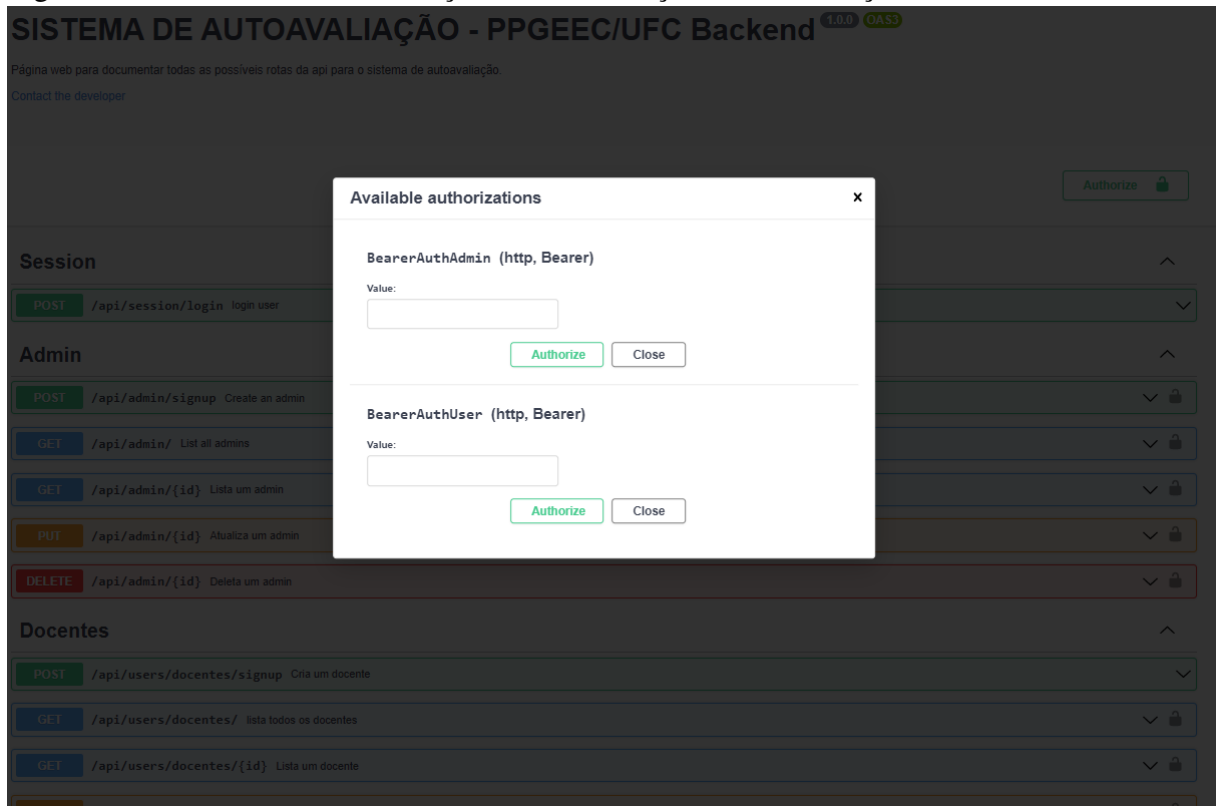 SISTEMA DE AUTOAVALIAÇÃO - PPGEEC/UFC Backend 1.0.0 OAS3
Página web para documentar todas as possíveis rotas da api para o sistema de autoavaliação.
Contact the developer
Authorize
Available authorizations x
BearerAuthAdmin (http, Bearer)
Value:
Authorize Close
BearerAuthUser (http, Bearer)
Value:
Authorize Close
Session
POST /api/session/login login user
Admin
POST /api/admin/signup Create an admin
GET /api/admin/ List all admins
GET /api/admin/{id} Lista um admin
PUT /api/admin/{id} Atualiza um admin
DELETE /api/admin/{id} Deleta um admin
Docentes
POST /api/users/docentes/signup Cria um docente
GET /api/users/docentes/ lista todos os docentes
GET /api/users/docentes/{id} Lista um docente